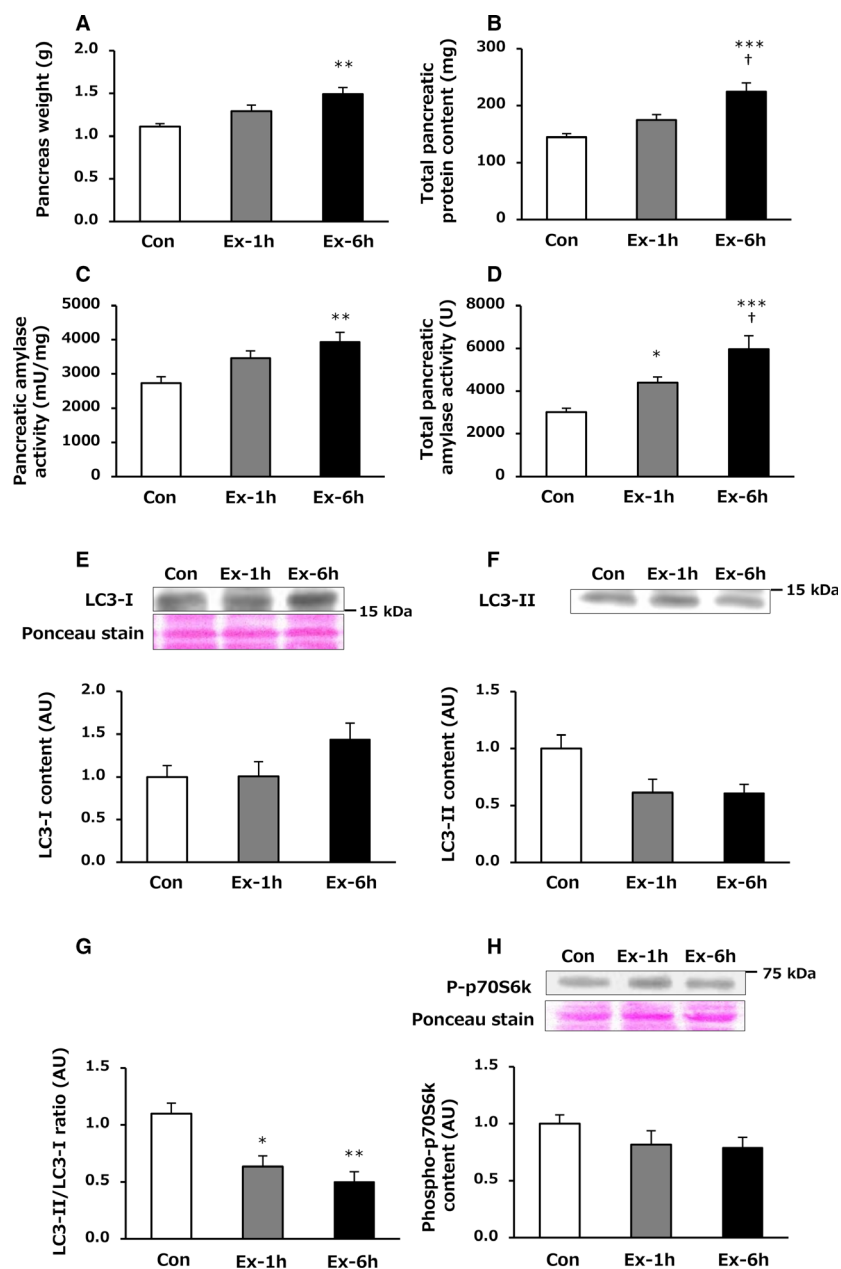 A
Pancreas weight (g)
2.0
1.5
1.0
0.5
0.0
**
Con Ex-1h Ex-6h
B
Total pancreatic
protein content (mg)
300
200
100
0
***
†
Con Ex-1h Ex-6h
C
Pancreatic amylase
activity (mU/mg)
5000
4000
3000
2000
1000
0
**
Con Ex-1h Ex-6h
D
Total pancreatic
amylase activity (U)
8000
6000
4000
2000
0
*
***
†
Con Ex-1h Ex-6h
E
Con Ex-1h Ex-6h
LC3-I
15 kDa
Ponceau stain
LC3-I content (AU)
2.0
1.5
1.0
0.5
0.0
Con Ex-1h Ex-6h
F
Con Ex-1h Ex-6h
15 kDa
LC3-II
LC3-II content (AU)
1.5
1.0
0.5
0.0
Con Ex-1h Ex-6h
G
LC3-II/LC3-I ratio (AU)
1.5
1.0
0.5
0.0
*
**
Con Ex-1h Ex-6h
H
Con Ex-1h Ex-6h
75 kDa
P-p70S6k
Ponceau stain
Phospho-p70S6k
content (AU)
1.5
1.0
0.5
0.0
Con Ex-1h Ex-6h